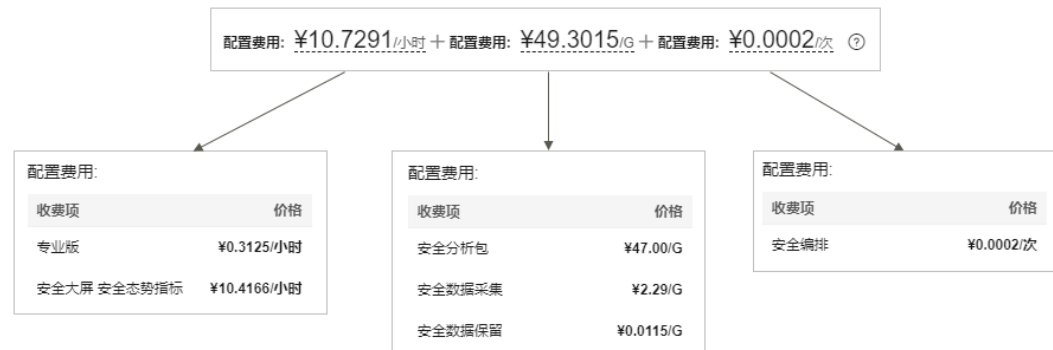 配置费用: ¥10.7291/小时 + 配置费用: ¥49.3015/G + 配置费用: ¥0.0002/次 ?
配置费用:
收费项 价格
专业版 ¥0.3125/小时
安全大屏 安全态势指标 ¥10.4166/小时
配置费用:
收费项 价格
安全分析包 ¥47.00/G
安全数据采集 ¥2.29/G
安全数据保留 ¥0.0115/G
配置费用:
收费项 价格
安全编排 ¥0.0002/次